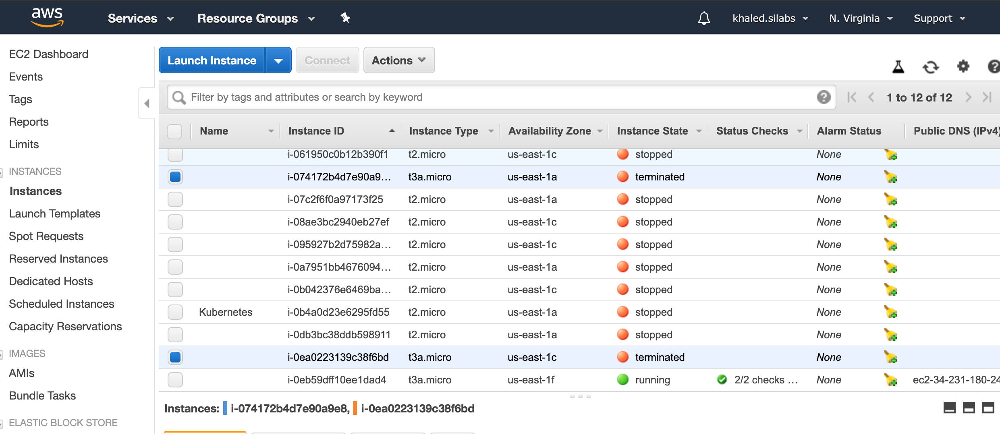 aws Services Resource Groups khaled.silabs N. Virginia Support
EC2 Dashboard
Events
Tags
Reports
Limits
INSTANCES
Instances
Launch Templates
Spot Requests
Reserved Instances
Dedicated Hosts
Scheduled Instances
Capacity Reservations
IMAGES
AMIs
Bundle Tasks
ELASTIC BLOCK STORE
Launch Instance Connect Actions
Filter by tags and attributes or search by keyword 1 to 12 of 12
Name Instance ID Instance Type Availability Zone Instance State Status Checks Alarm Status Public DNS (IPv4)
i-061950c0b12b390f1 t2.micro us-east-1c stopped None
i-074172b4d7e90a9... t3a.micro us-east-1a terminated None
i-07c2f6f0a97173f25 t2.micro us-east-1a stopped None
i-08ae3bc2940eb27ef t2.micro us-east-1c stopped None
i-095927b2d75982a... t2.micro us-east-1c stopped None
i-0a7951bb4676094... t2.micro us-east-1a stopped None
i-0b042376e6469ba... t2.micro us-east-1c stopped None
Kubernetes i-0b4a0d23e6295fd55 t2.micro us-east-1a stopped None
i-0db3bc38ddb598911 t2.micro us-east-1a stopped None
i-0ea0223139c38f6bd t3a.micro us-east-1c terminated None
i-0eb59dff10ee1dad4 t3a.micro us-east-1f running 2/2 checks ... None ec2-34-231-180-24
Instances: i-074172b4d7e90a9e8, i-0ea0223139c38f6bd